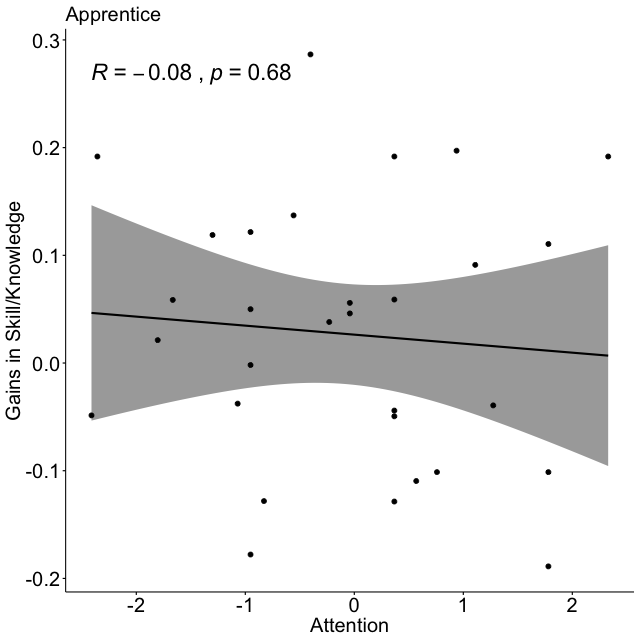 Apprentice
R = −0.08 , p = 0.68
0.3
0.2
0.1
0.0
-0.1
-0.2
Gains in Skill/Knowledge
-2 -1 0 1 2
Attention